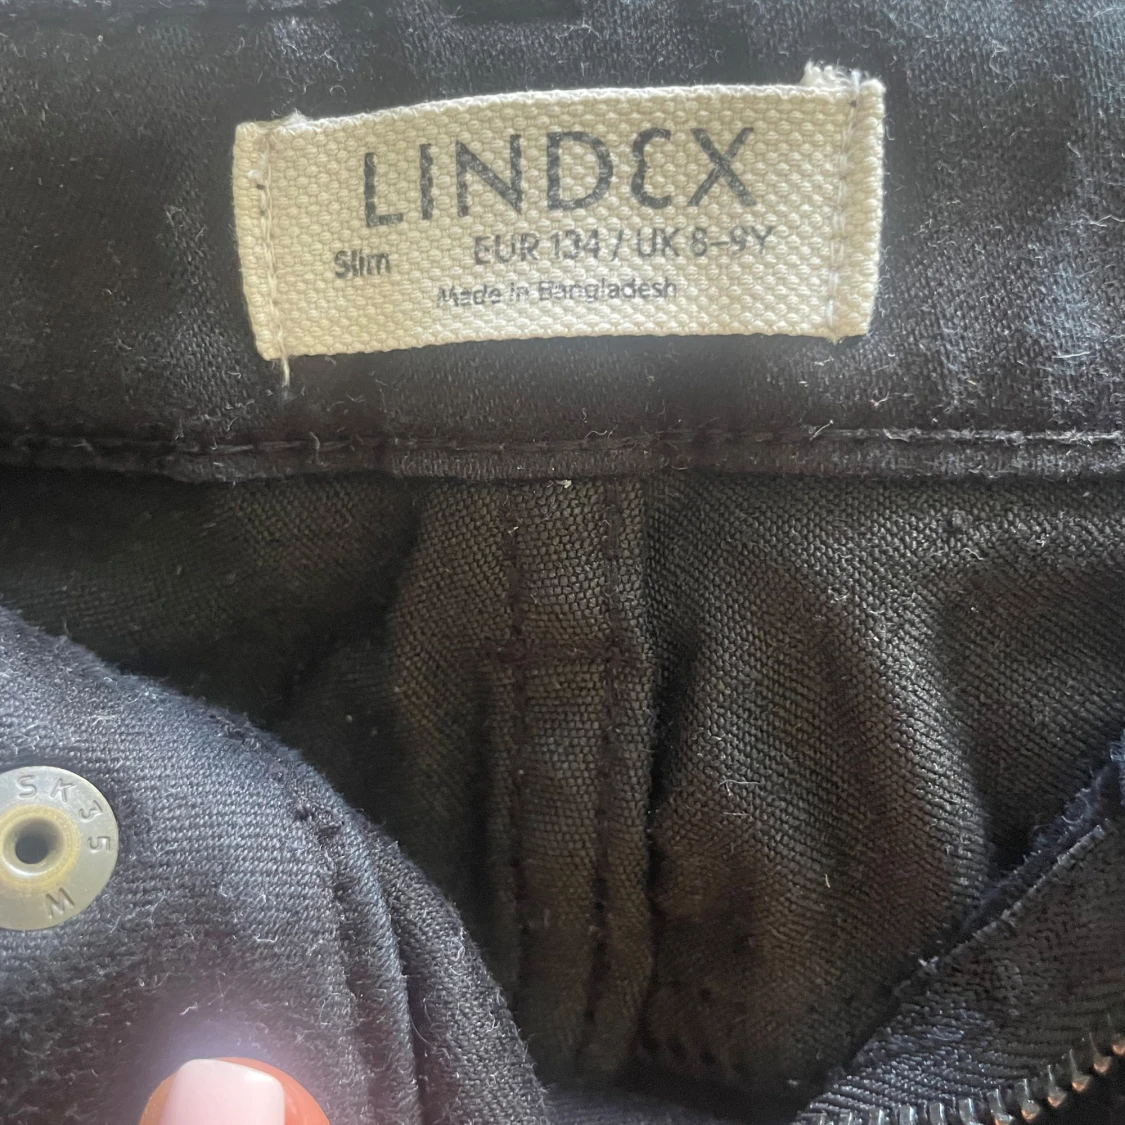 LINDEX
Slim EUR 134 / UK 8-9Y
Made in Bangladesh
SK35
W